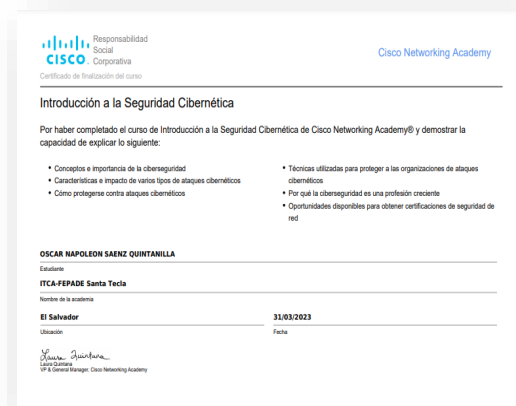 CISCO
Responsabilidad
Social
Corporativa
Cisco Networking Academy
Certificado de finalización del curso
Introducción a la Seguridad Cibernética
Por haber completado el curso de Introducción a la Seguridad Cibernética de Cisco Networking Academy® y demostrar la
capacidad de explicar lo siguiente:
• Conceptos e importancia de la ciberseguridad
• Características e impacto de varios tipos de ataques cibernéticos
• Cómo protegerse contra ataques cibernéticos
• Técnicas utilizadas para proteger a las organizaciones de ataques
cibernéticos
• Por qué la ciberseguridad es una profesión creciente
• Oportunidades disponibles para obtener certificaciones de seguridad de
red
OSCAR NAPOLEON SAENZ QUINTANILLA
Estudiante
ITCA-FEPADE Santa Tecla
Nombre de la academia
El Salvador
31/03/2023
Ubicación
Fecha
Laura Quintana
Laura Quintana
VP & General Manager, Cisco Networking Academy